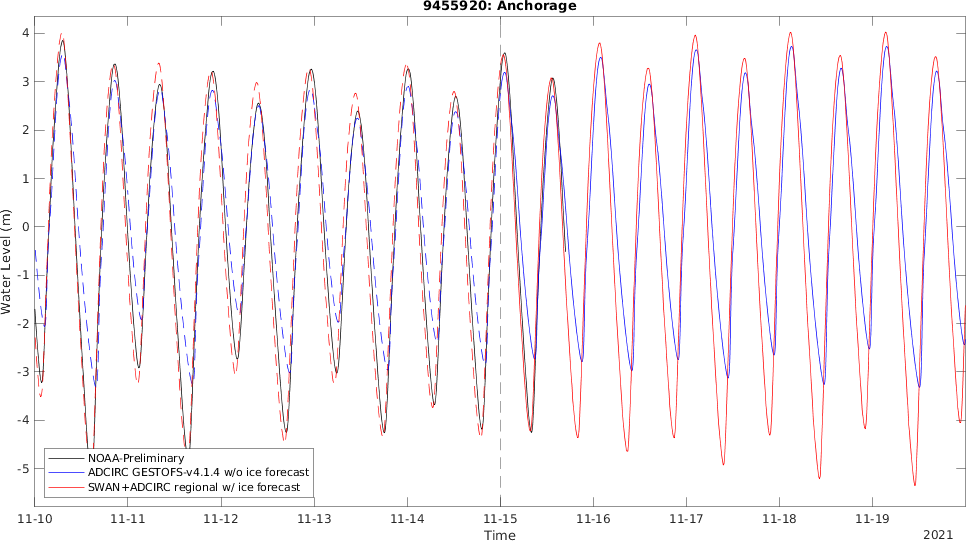 9455920: Anchorage
4
3
2
1
0
-1
-2
-3
-4
-5
Water Level (m)
NOAA-Preliminary
ADCIRC GESTOFS-v4.1.4 w/o ice forecast
SWAN+ADCIRC regional w/ ice forecast
11-10 11-11 11-12 11-13 11-14 11-15 11-16 11-17 11-18 11-19
Time
2021